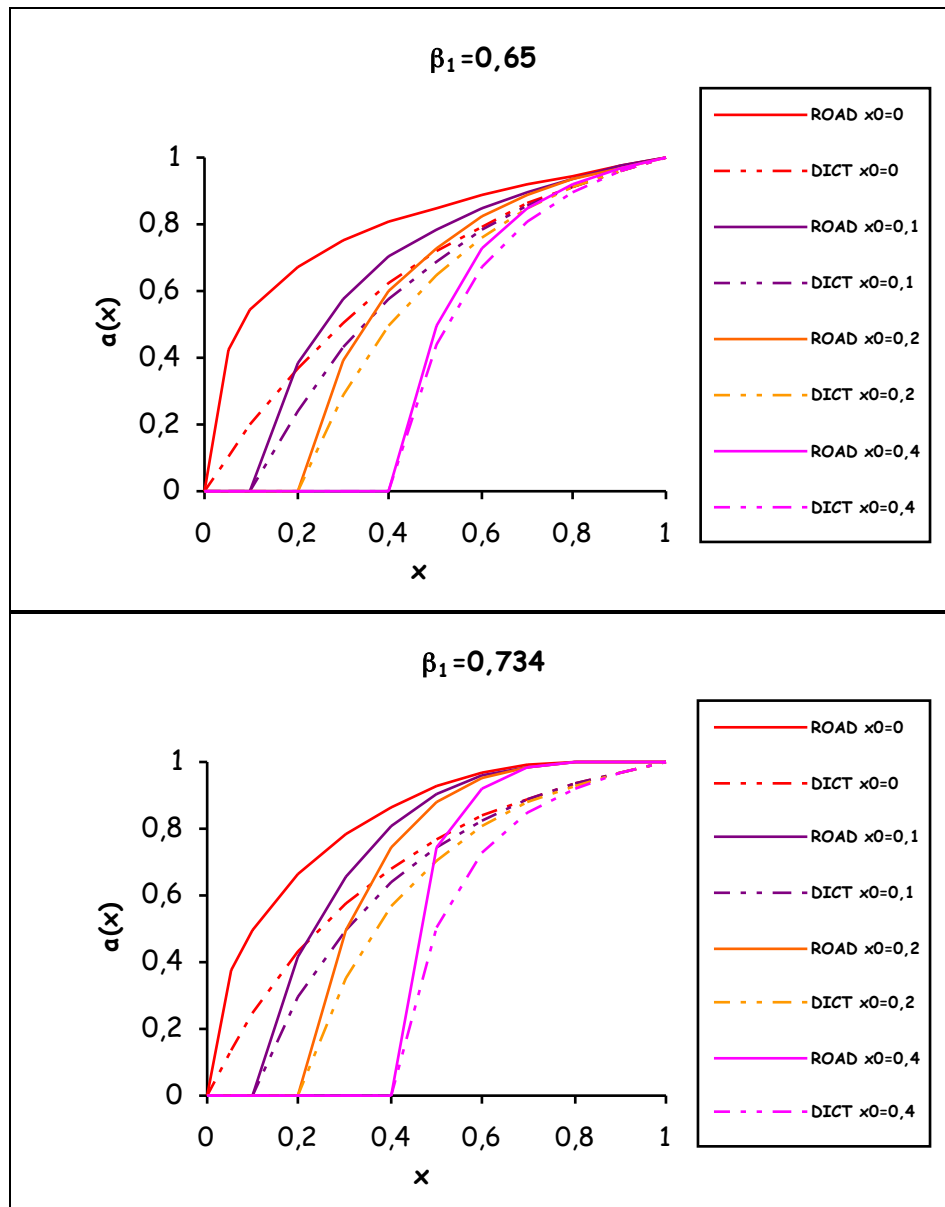 β₁=0,65
ROAD x0=0
DICT x0=0
ROAD x0=0,1
DICT x0=0,1
ROAD x0=0,2
DICT x0=0,2
ROAD x0=0,4
DICT x0=0,4
a(x)
1
0,8
0,6
0,4
0,2
0
0 0,2 0,4 0,6 0,8 1
x
β₁=0,734
ROAD x0=0
DICT x0=0
ROAD x0=0,1
DICT x0=0,1
ROAD x0=0,2
DICT x0=0,2
ROAD x0=0,4
DICT x0=0,4
a(x)
1
0,8
0,6
0,4
0,2
0
0 0,2 0,4 0,6 0,8 1
x